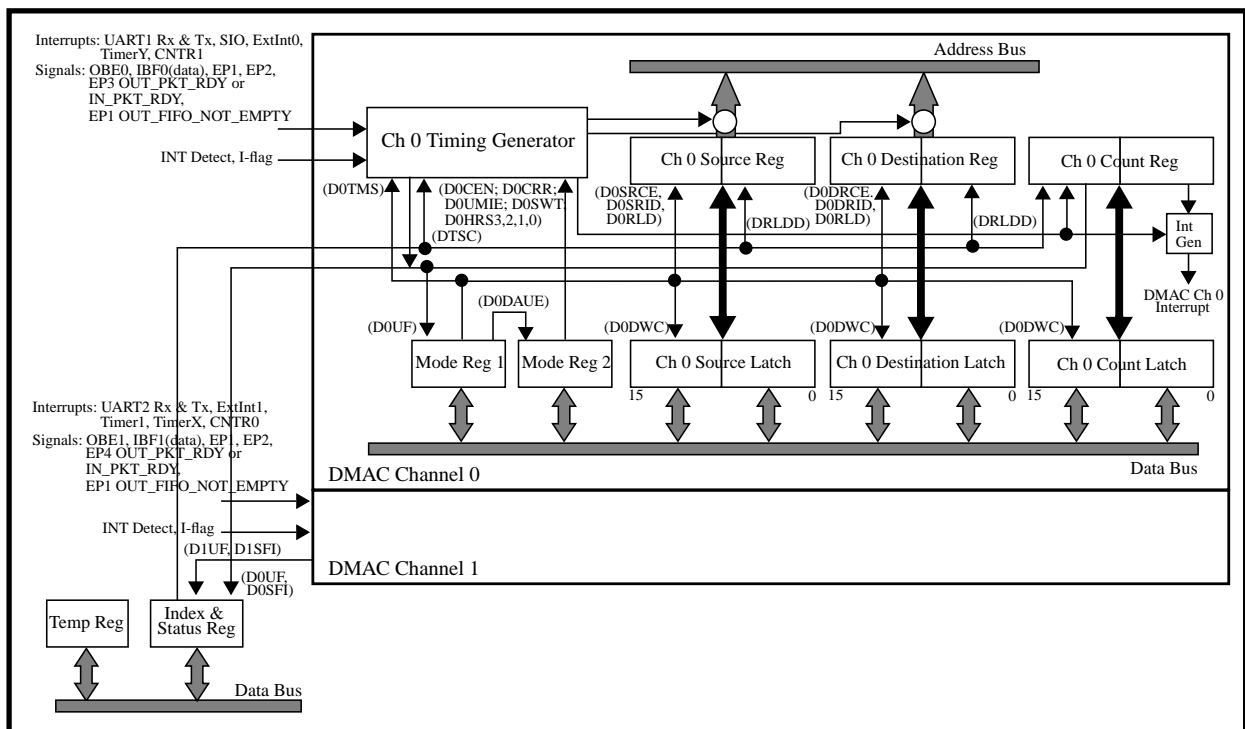 Interrupts: UART1 Rx & Tx, SIO, ExtInt0,
TimerY, CNTR1
Signals: OBE0, IBF0(data), EP1, EP2,
EP3 OUT_PKT_RDY or
IN_PKT_RDY,
EP1 OUT_FIFO_NOT_EMPTY
INT Detect, I-flag
Address Bus
Ch 0 Timing Generator
Ch 0 Source Reg
Ch 0 Destination Reg
Ch 0 Count Reg
(D0TMS)
(D0CEN; D0CRR;
D0UMIE; D0SWT;
D0HRS3,2,1,0)
(DTSC)
(D0SRCE,
D0SRID,
D0RLD)
(DRLDD)
(D0DRCE.
D0DRID,
D0RLD)
(DRLDD)
Int
Gen
DMAC Ch 0
Interrupt
(D0UF)
(D0DAUE)
(D0DWC)
(D0DWC)
(D0DWC)
Mode Reg 1
Mode Reg 2
Ch 0 Source Latch
Ch 0 Destination Latch
Ch 0 Count Latch
15
0
15
0
15
0
Data Bus
DMAC Channel 0
Interrupts: UART2 Rx & Tx, ExtInt1,
Timer1, TimerX, CNTR0
Signals: OBE1, IBF1(data), EP1, EP2,
EP4 OUT_PKT_RDY or
IN_PKT_RDY,
EP1 OUT_FIFO_NOT_EMPTY
INT Detect, I-flag
(D1UF, D1SFI)
DMAC Channel 1
(D0UF,
D0SFI)
Temp Reg
Index &
Status Reg
Data Bus